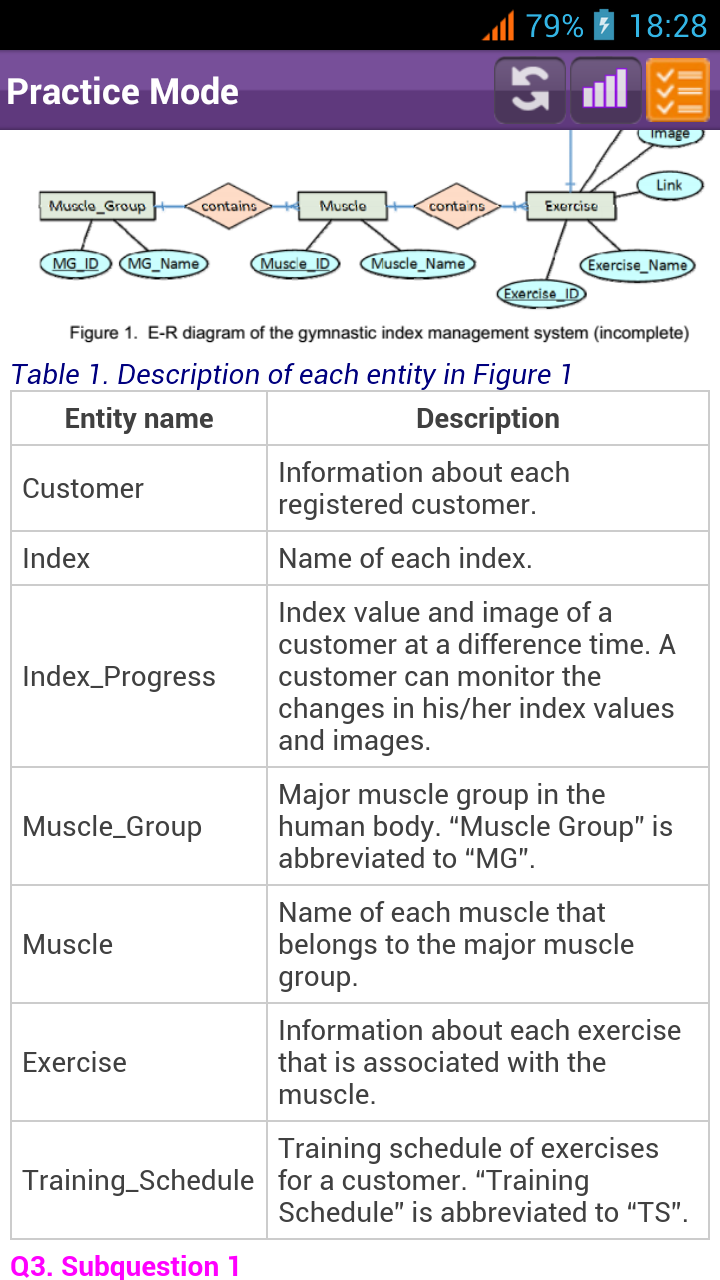 79% 18:28
Practice Mode
Image
Link
Muscle_Group contains Muscle contains Exercise
MG_ID MG_Name Muscle_ID Muscle_Name Exercise_Name
Exercise_ID
Figure 1. E-R diagram of the gymnastic index management system (incomplete)
Table 1. Description of each entity in Figure 1
Entity name Description
Customer
Information about each
registered customer.
Index Name of each index.
Index_Progress
Index value and image of a
customer at a difference time. A
customer can monitor the
changes in his/her index values
and images.
Muscle_Group
Major muscle group in the
human body. “Muscle Group” is
abbreviated to “MG”.
Muscle
Name of each muscle that
belongs to the major muscle
group.
Exercise
Information about each exercise
that is associated with the
muscle.
Training_Schedule
Training schedule of exercises
for a customer. “Training
Schedule” is abbreviated to “TS”.
Q3. Subquestion 1